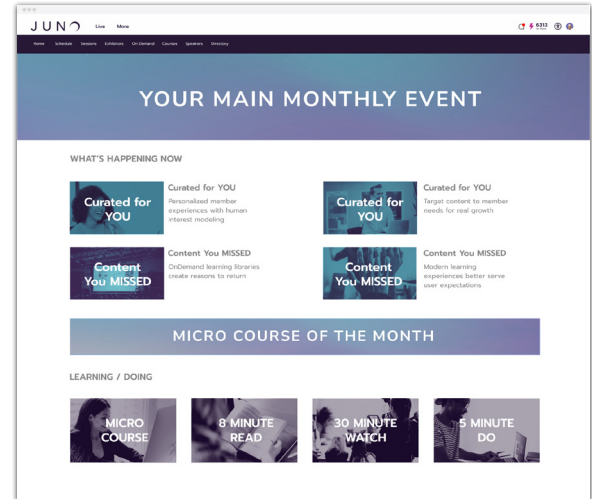 JUNO
Live More
6313
Home Schedule Sessions Exhibitors On Demand Courses Speakers Directory
YOUR MAIN MONTHLY EVENT
WHAT'S HAPPENING NOW
Curated for
YOU
Curated for YOU
Personalized member
experiences with human
interest modeling
Curated for
YOU
Curated for YOU
Target content to member
needs for real growth
Content
You MISSED
Content You MISSED
OnDemand learning libraries
create reasons to return
Content
You MISSED
Content You MISSED
Modern learning
experiences better serve
user expectations
MICRO COURSE OF THE MONTH
LEARNING / DOING
MICRO
COURSE
8 MINUTE
READ
30 MINUTE
WATCH
5 MINUTE
DO